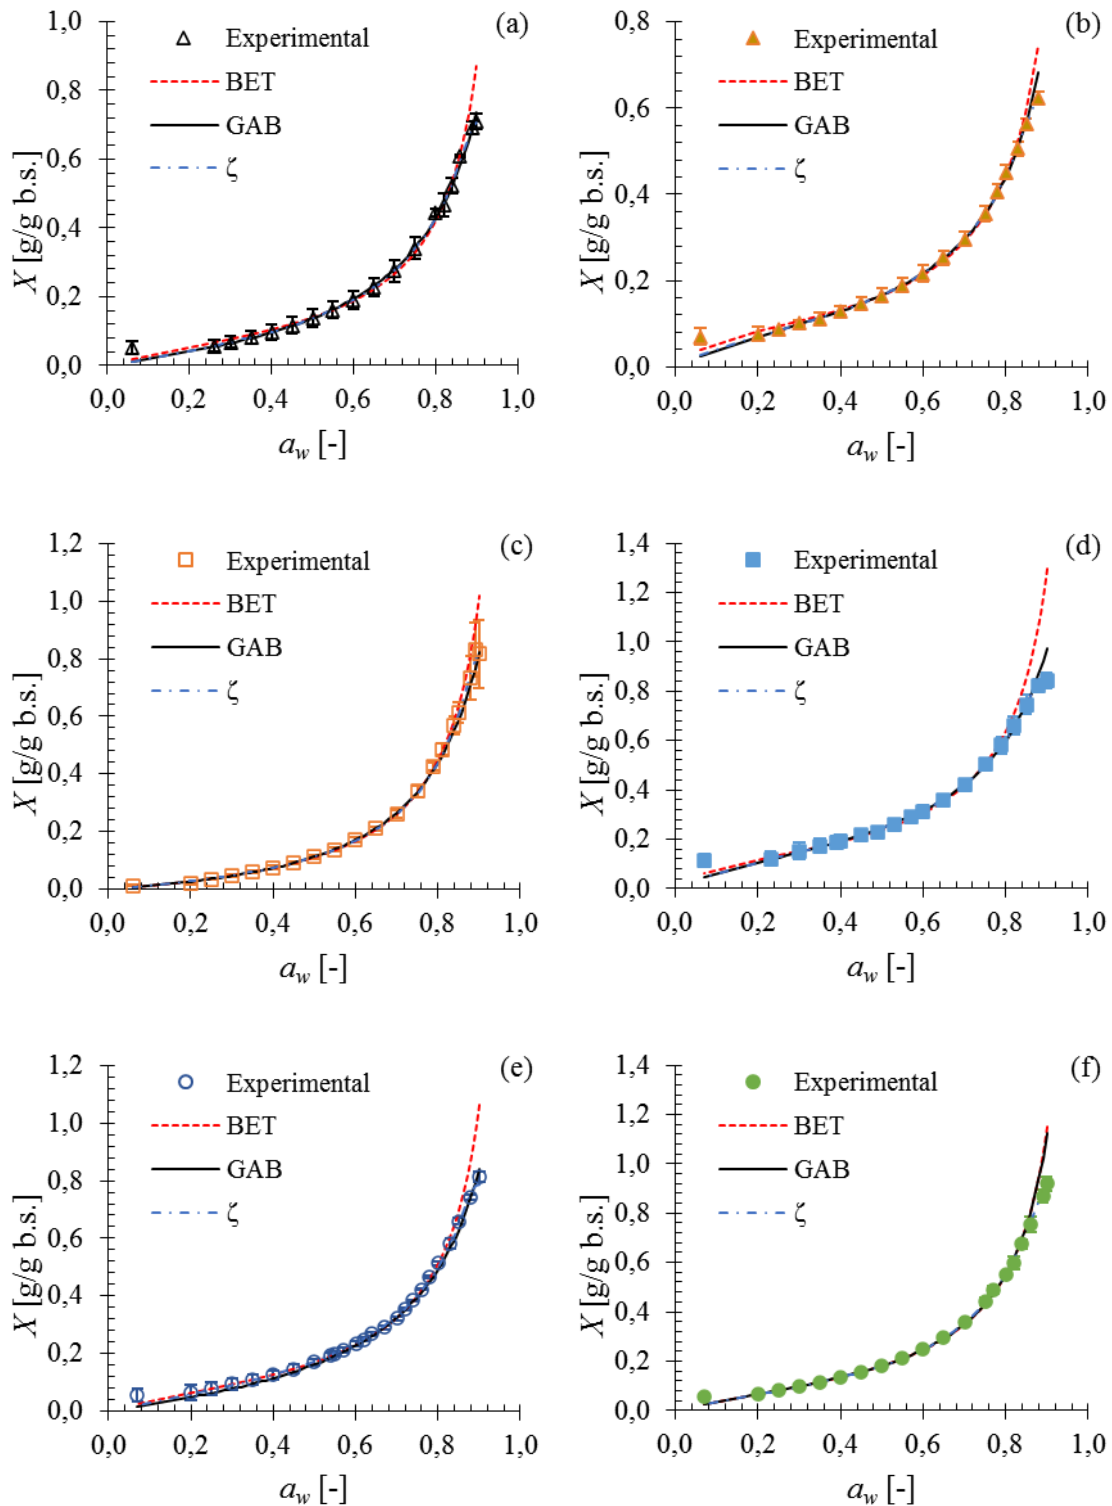 (a)
Experimental
BET
GAB
ζ
1,0
0,8
0,6
0,4
0,2
0,0
X [g/g b.s.]
0,0 0,2 0,4 0,6 0,8 1,0
a_w [-]
(b)
Experimental
BET
GAB
ζ
0,8
0,6
0,4
0,2
0,0
X [g/g b.s.]
0,0 0,2 0,4 0,6 0,8 1,0
a_w [-]
(c)
Experimental
BET
GAB
ζ
1,2
1,0
0,8
0,6
0,4
0,2
0,0
X [g/g b.s.]
0,0 0,2 0,4 0,6 0,8 1,0
a_w [-]
(d)
Experimental
BET
GAB
ζ
1,4
1,2
1,0
0,8
0,6
0,4
0,2
0,0
X [g/g b.s.]
0,0 0,2 0,4 0,6 0,8 1,0
a_w [-]
(e)
Experimental
BET
GAB
ζ
1,2
1,0
0,8
0,6
0,4
0,2
0,0
X [g/g b.s.]
0,0 0,2 0,4 0,6 0,8 1,0
a_w [-]
(f)
Experimental
BET
GAB
ζ
1,4
1,2
1,0
0,8
0,6
0,4
0,2
0,0
X [g/g b.s.]
0,0 0,2 0,4 0,6 0,8 1,0
a_w [-]